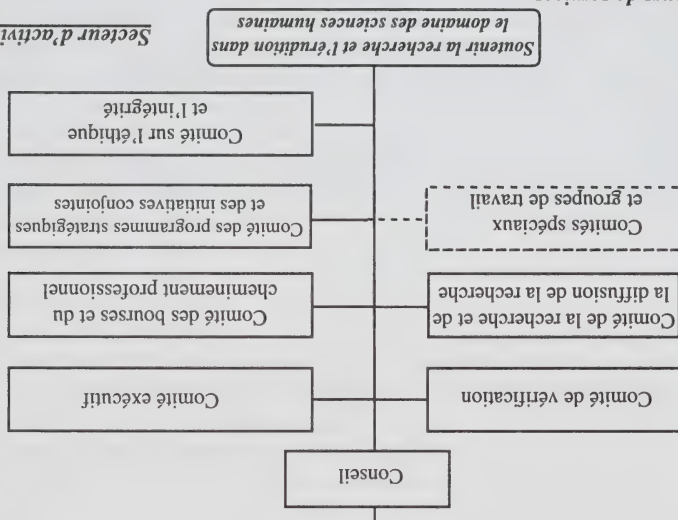 Conseil
Comité de vérification
Comité exécutif
Comité de la recherche et de
la diffusion de la recherche
Comité des bourses et du
cheminement professionnel
Comités spéciaux
et groupes de travail
Comité des programmes stratégiques
et des initiatives conjointes
Comité sur l'éthique
et l'intégrité
Soutenir la recherche et l'érudition dans
le domaine des sciences humaines
Secteur d'activi